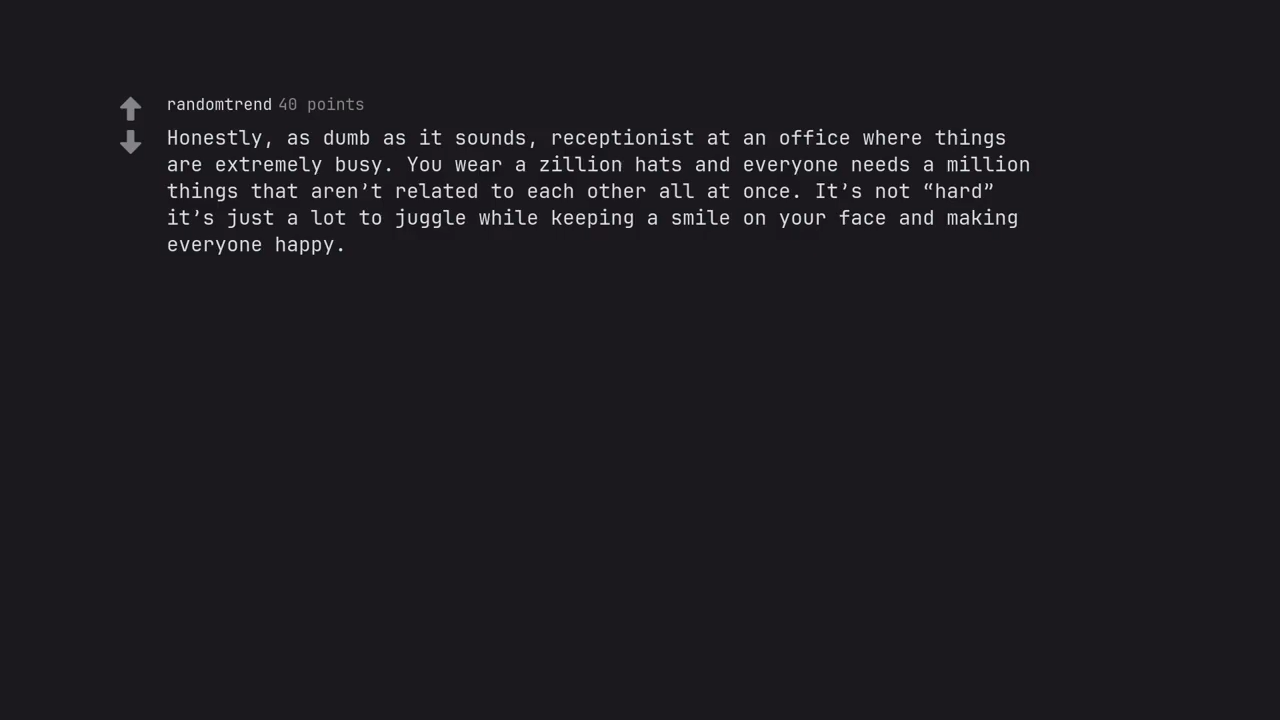 randomtrend 40 points
Honestly, as dumb as it sounds, receptionist at an office where things
are extremely busy. You wear a zillion hats and everyone needs a million
things that aren’t related to each other all at once. It’s not “hard”
it’s just a lot to juggle while keeping a smile on your face and making
everyone happy.